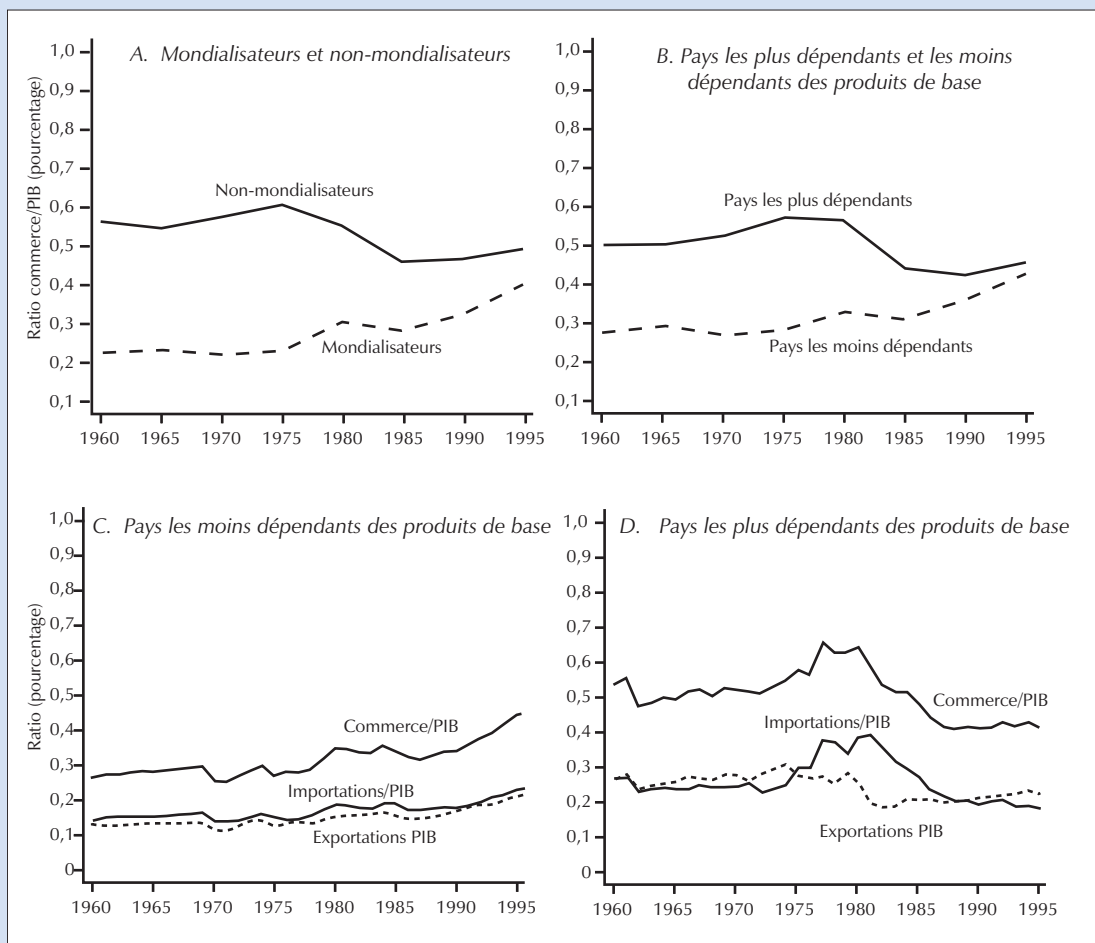 A. Mondialisateurs et non-mondialisateurs
Ratio commerce/PIB (pourcentage)
1,0
0,9
0,8
0,7
0,6
0,5
0,4
0,3
0,2
0,1
Non-mondialisateurs
Mondialisateurs
1960 1965 1970 1975 1980 1985 1990 1995
B. Pays les plus dépendants et les moins
dépendants des produits de base
1,0
0,9
0,8
0,7
0,6
0,5
0,4
0,3
0,2
0,1
Pays les plus dépendants
Pays les moins dépendants
1960 1965 1970 1975 1980 1985 1990 1995
C. Pays les moins dépendants des produits de base
Ratio (pourcentage)
1,0
0,9
0,8
0,7
0,6
0,5
0,4
0,3
0,2
0,1
0
Commerce/PIB
Importations/PIB
Exportations PIB
1960 1965 1970 1975 1980 1985 1990 1995
D. Pays les plus dépendants des produits de base
1,0
0,9
0,8
0,7
0,6
0,5
0,4
0,3
0,2
0,1
0
Commerce/PIB
Importations/PIB
Exportations PIB
1960 1965 1970 1975 1980 1985 1990 1995